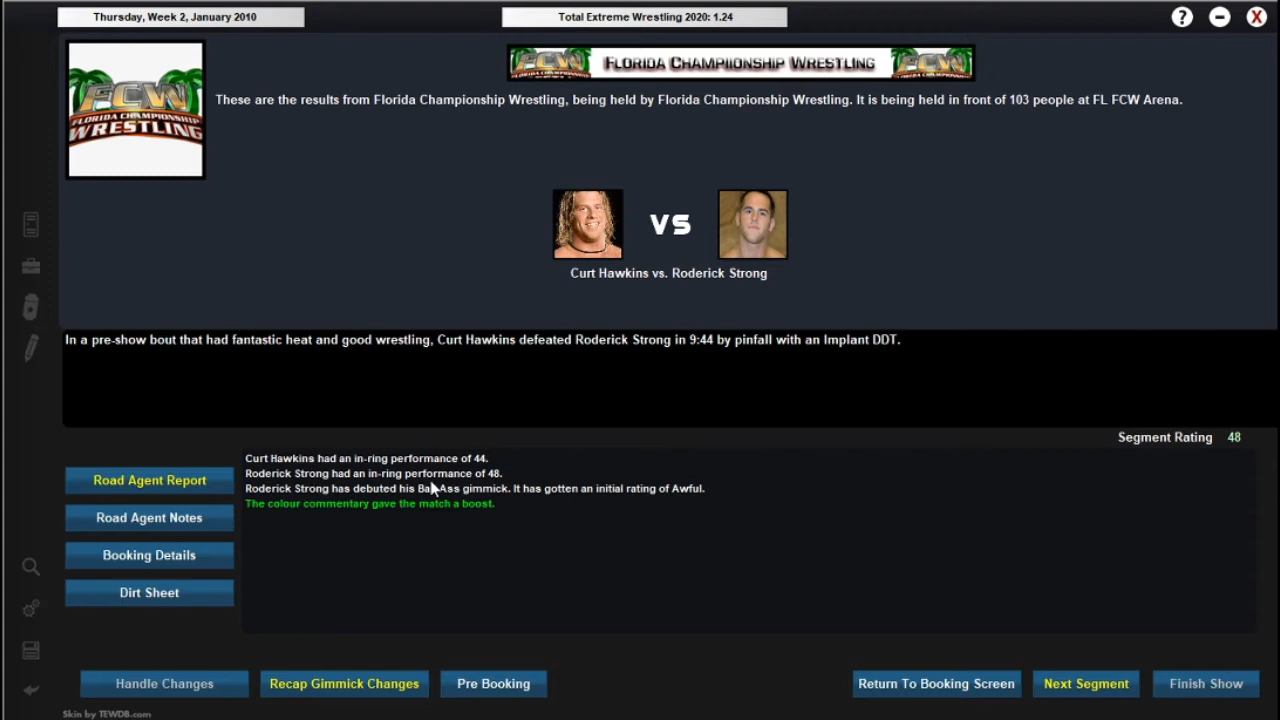 Thursday, Week 2, January 2010
Total Extreme Wrestling 2020: 1.24
?
X
FCW
FLORIDA CHAMPIONSHIP
WRESTLING
FLORIDA CHAMPIIONSHIP WRESTLING
These are the results from Florida Championship Wrestling, being held by Florida Championship Wrestling. It is being held in front of 103 people at FL FCW Arena.
VS
Curt Hawkins vs. Roderick Strong
In a pre-show bout that had fantastic heat and good wrestling, Curt Hawkins defeated Roderick Strong in 9:44 by pinfall with an Implant DDT.
Segment Rating 48
Curt Hawkins had an in-ring performance of 44.
Roderick Strong had an in-ring performance of 48.
Roderick Strong has debuted his Bad Ass gimmick. It has gotten an initial rating of Awful.
The colour commentary gave the match a boost.
Road Agent Report
Road Agent Notes
Booking Details
Dirt Sheet
Handle Changes
Recap Gimmick Changes
Pre Booking
Return To Booking Screen
Next Segment
Finish Show
Skin by TEWDB.com